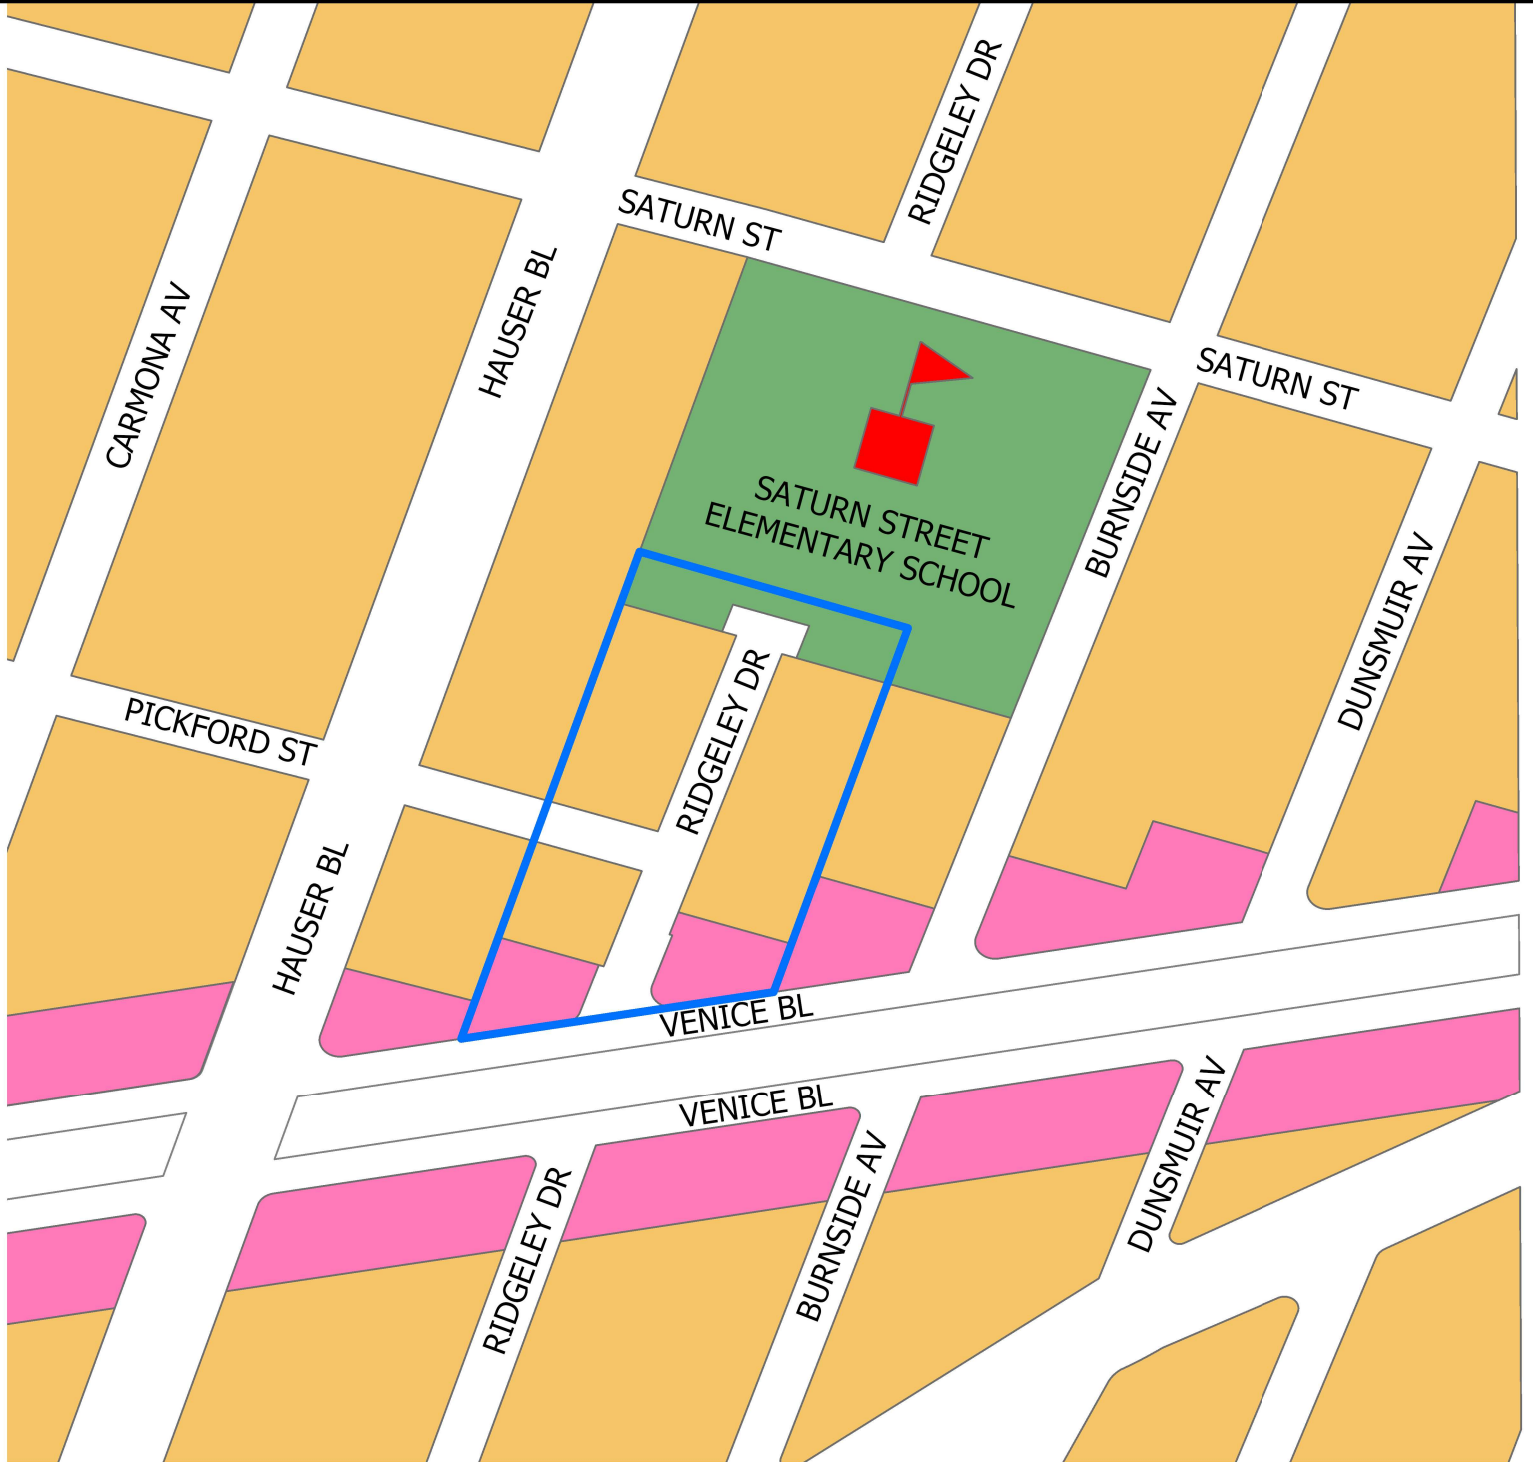 RIDGELEY DR
SATURN ST
HAUSER BL
CARMONA AV
SATURN ST
BURNSIDE AV
SATURN STREET
ELEMENTARY SCHOOL
DUNSMUIR AV
RIDGELEY DR
PICKFORD ST
HAUSER BL
VENICE BL
VENICE BL
DUNSMUIR AV
BURNSIDE AV
RIDGELEY DR